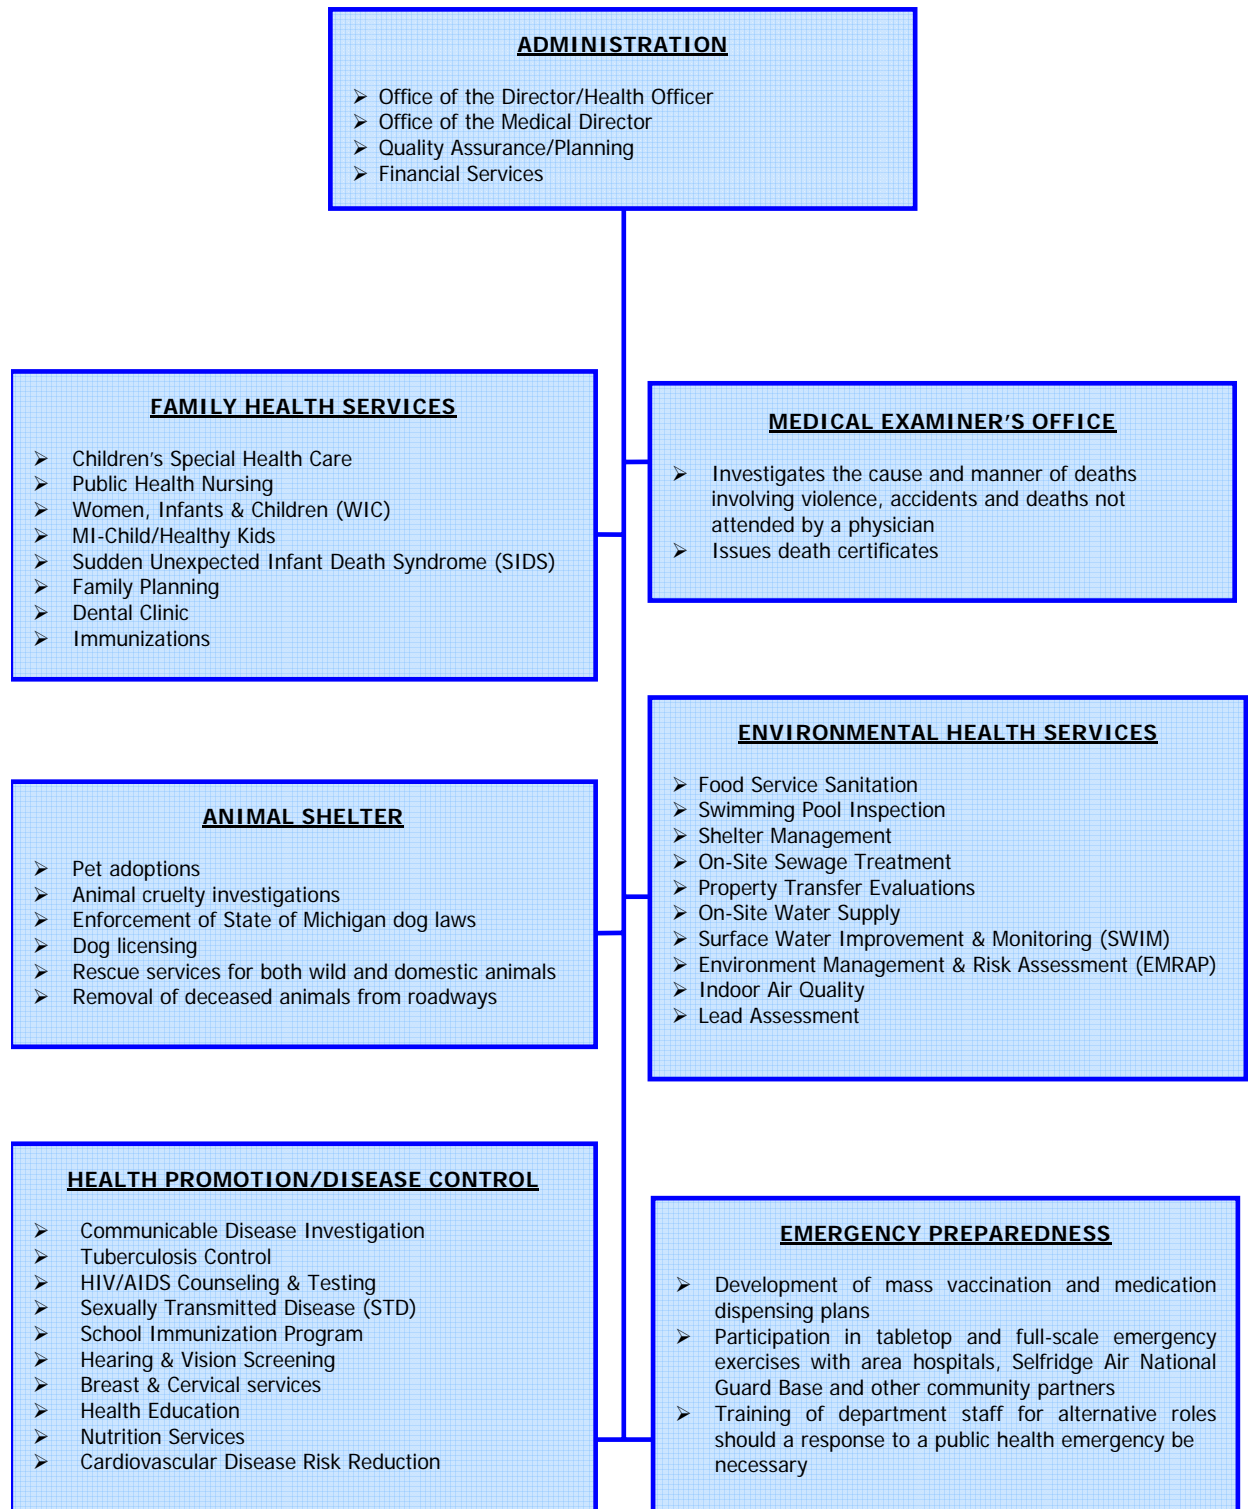 ADMINISTRATION
➢ Office of the Director/Health Officer
➢ Office of the Medical Director
➢ Quality Assurance/Planning
➢ Financial Services
FAMILY HEALTH SERVICES
➢ Children's Special Health Care
➢ Public Health Nursing
➢ Women, Infants & Children (WIC)
➢ MI-Child/Healthy Kids
➢ Sudden Unexpected Infant Death Syndrome (SIDS)
➢ Family Planning
➢ Dental Clinic
➢ Immunizations
MEDICAL EXAMINER'S OFFICE
➢ Investigates the cause and manner of deaths
involving violence, accidents and deaths not
attended by a physician
➢ Issues death certificates
ENVIRONMENTAL HEALTH SERVICES
➢ Food Service Sanitation
➢ Swimming Pool Inspection
➢ Shelter Management
➢ On-Site Sewage Treatment
➢ Property Transfer Evaluations
➢ On-Site Water Supply
➢ Surface Water Improvement & Monitoring (SWIM)
➢ Environment Management & Risk Assessment (EMRAP)
➢ Indoor Air Quality
➢ Lead Assessment
ANIMAL SHELTER
➢ Pet adoptions
➢ Animal cruelty investigations
➢ Enforcement of State of Michigan dog laws
➢ Dog licensing
➢ Rescue services for both wild and domestic animals
➢ Removal of deceased animals from roadways
HEALTH PROMOTION/DISEASE CONTROL
➢ Communicable Disease Investigation
➢ Tuberculosis Control
➢ HIV/AIDS Counseling & Testing
➢ Sexually Transmitted Disease (STD)
➢ School Immunization Program
➢ Hearing & Vision Screening
➢ Breast & Cervical services
➢ Health Education
➢ Nutrition Services
➢ Cardiovascular Disease Risk Reduction
EMERGENCY PREPAREDNESS
➢ Development of mass vaccination and medication
dispensing plans
➢ Participation in tabletop and full-scale emergency
exercises with area hospitals, Selfridge Air National
Guard Base and other community partners
➢ Training of department staff for alternative roles
should a response to a public health emergency be
necessary